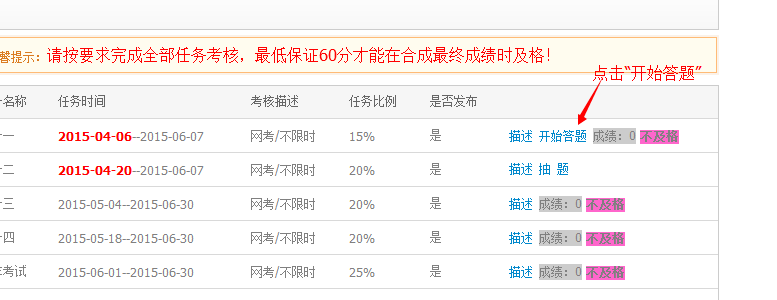 馨提示：请按要求完成全部任务考核，最低保证60分才能在合成最终成绩时及格！
点击“开始答题”
名称 任务时间 考核描述 任务比例 是否发布
一 2015-04-06--2015-06-07 网考/不限时 15% 是 描述 开始答题 成绩：0 不及格
二 2015-04-20--2015-06-07 网考/不限时 20% 是 描述 抽 题
三 2015-05-04--2015-06-30 网考/不限时 20% 是 描述 成绩：0 不及格
四 2015-05-18--2015-06-30 网考/不限时 20% 是 描述 成绩：0 不及格
考试 2015-06-01--2015-06-30 网考/不限时 25% 是 描述 成绩：0 不及格